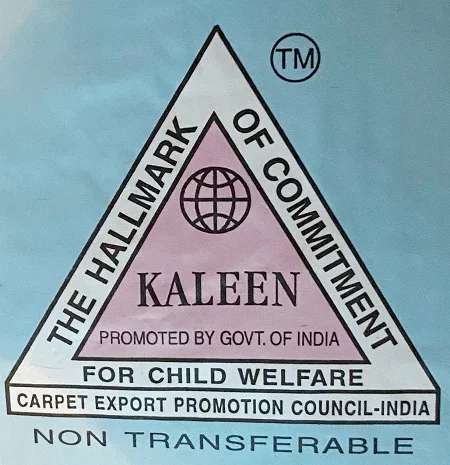 TM
THE HALLMARK
OF COMMITMENT
KALEEN
PROMOTED BY GOVT. OF INDIA
FOR CHILD WELFARE
CARPET EXPORT PROMOTION COUNCIL-INDIA
NON TRANSFERABLE